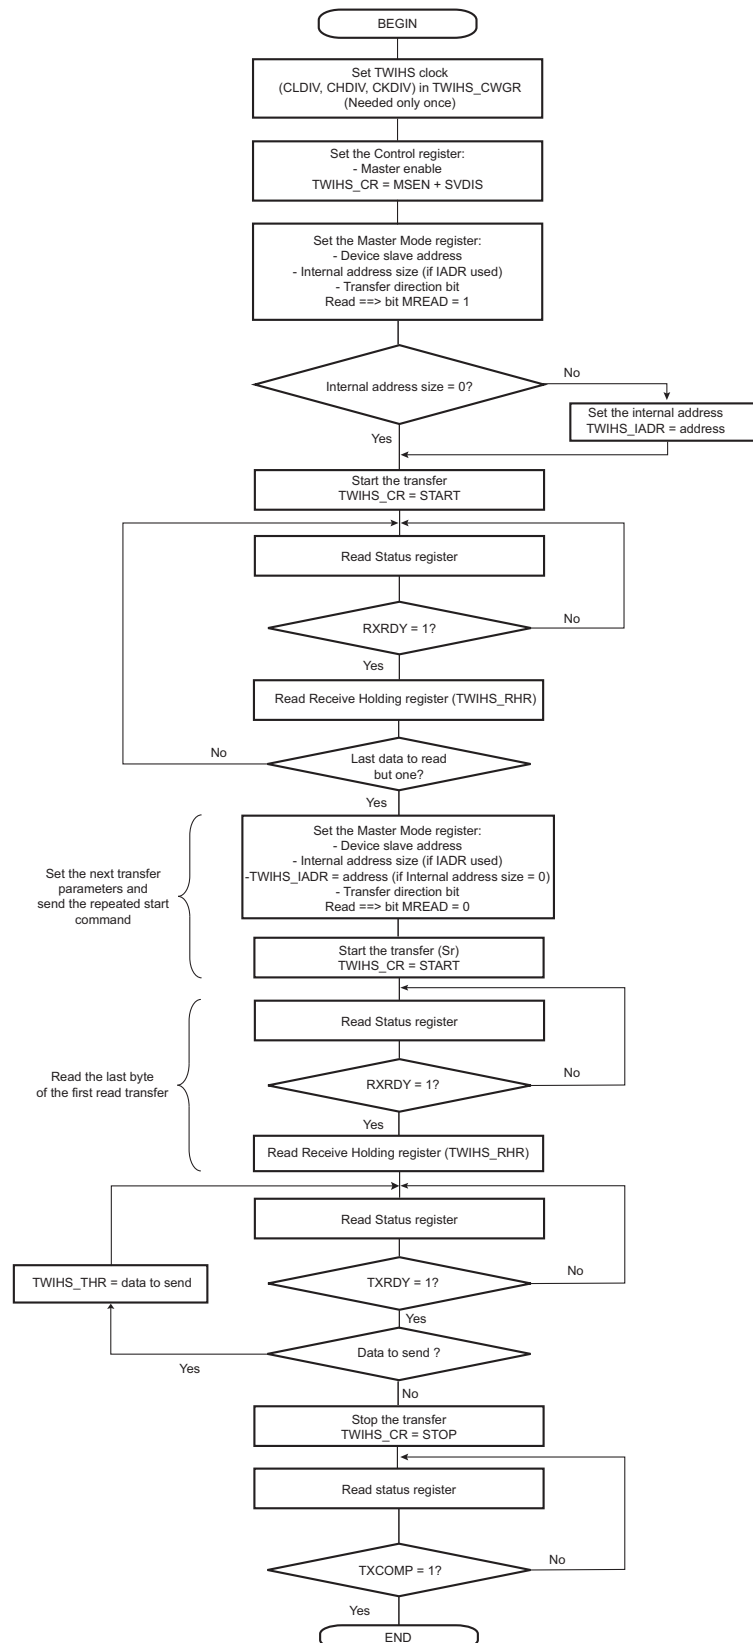 BEGIN
Set TWIHS clock
(CLDIV, CHDIV, CKDIV) in TWIHS_CWGR
(Needed only once)
Set the Control register:
- Master enable
TWIHS_CR = MSEN + SVDIS
Set the Master Mode register:
- Device slave address
- Internal address size (if IADR used)
- Transfer direction bit
Read ==> bit MREAD = 1
Internal address size = 0?
No
Set the internal address
TWIHS_IADR = address
Yes
Start the transfer
TWIHS_CR = START
Read Status register
RXRDY = 1?
No
Yes
Read Receive Holding register (TWIHS_RHR)
No
Last data to read
but one?
Yes
Set the Master Mode register:
- Device slave address
- Internal address size (if IADR used)
-TWIHS_IADR = address (if Internal address size = 0)
- Transfer direction bit
Read ==> bit MREAD = 0
Set the next transfer
parameters and
send the repeated start
command
Start the transfer (Sr)
TWIHS_CR = START
Read Status register
Read the last byte
of the first read transfer
RXRDY = 1?
No
Yes
Read Receive Holding register (TWIHS_RHR)
Read Status register
TWIHS_THR = data to send
TXRDY = 1?
No
Yes
Data to send ?
Yes
No
Stop the transfer
TWIHS_CR = STOP
Read status register
TXCOMP = 1?
No
Yes
END